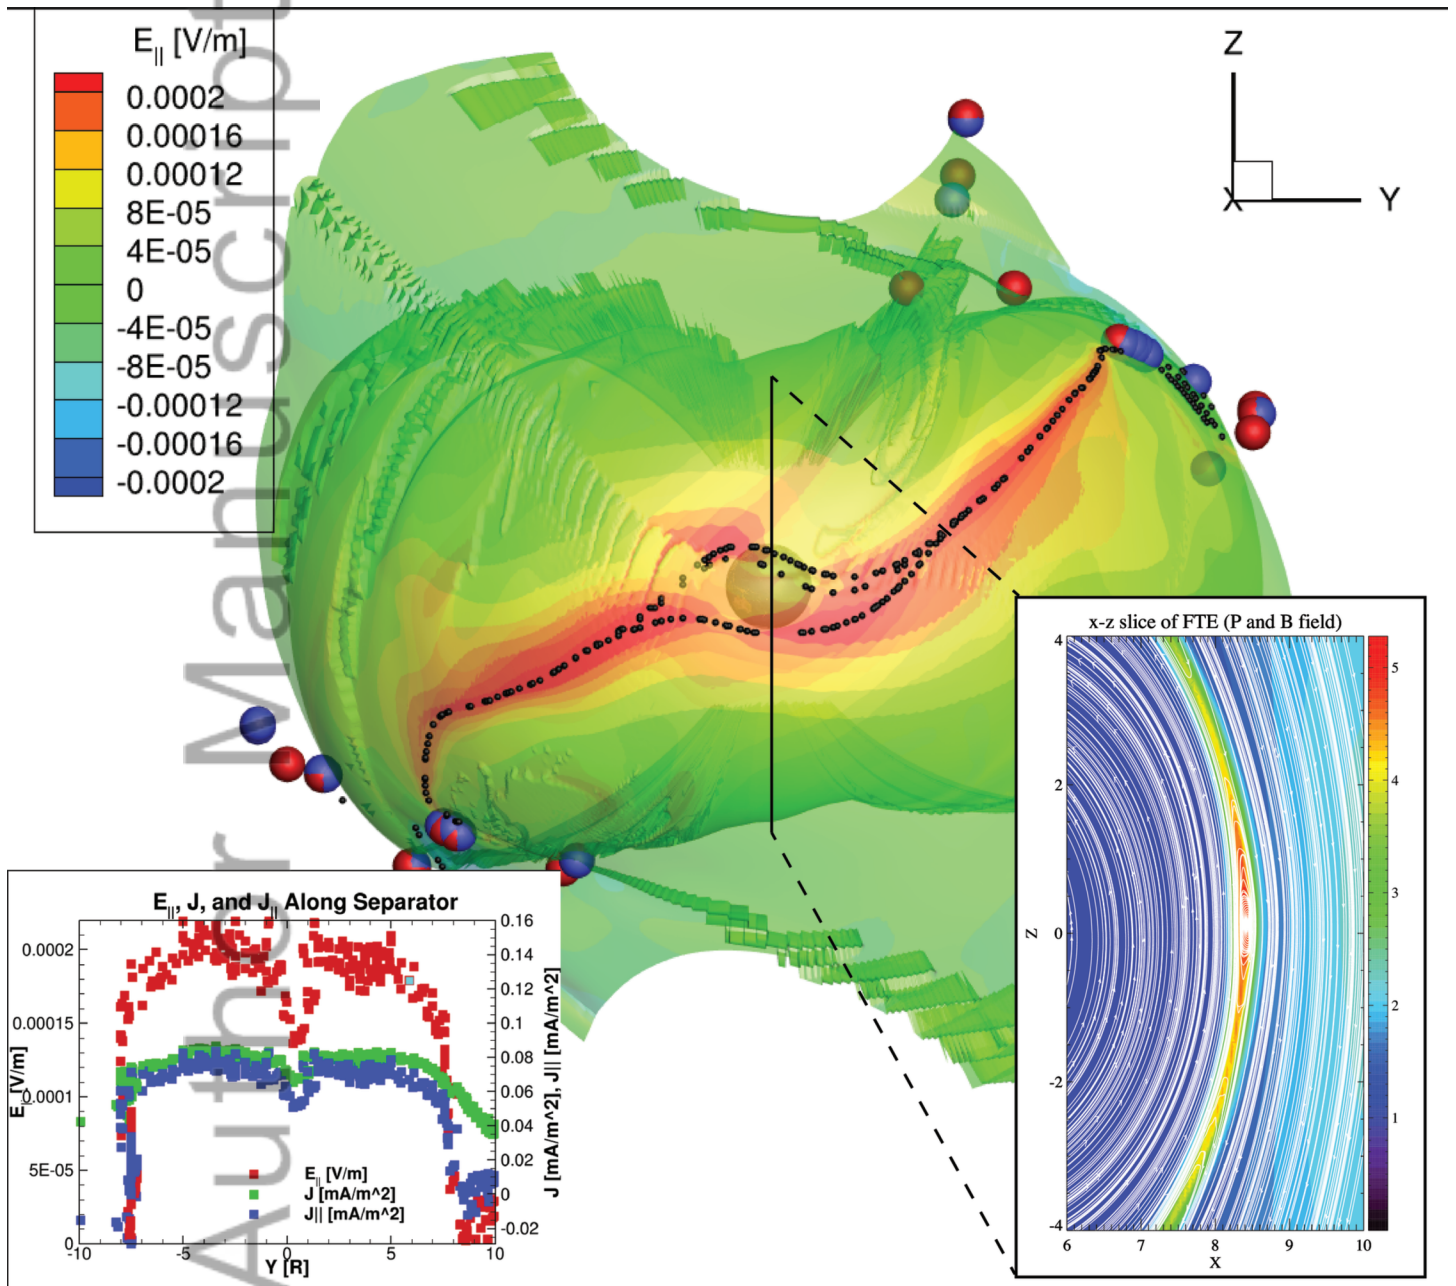 Author Manuscript
E|| [V/m]
0.0002
0.00016
0.00012
8E-05
4E-05
0
-4E-05
-8E-05
-0.00012
-0.00016
-0.0002
Z
X
Y
x-z slice of FTE (P and B field)
4
2
0
-2
-4
Z
6 7 8 9 10
X
5
4
3
2
1
E||, J, and J|| Along Separator
0.0002
0.00015
0.0001
5E-05
0
E|| [V/m]
0.16
0.14
0.12
0.1
0.08
0.06
0.04
0.02
0
-0.02
J [mA/m^2], J|| [mA/m^2]
E|| [V/m]
J [mA/m^2]
J|| [mA/m^2]
-10 -5 0 5 10
Y [R]